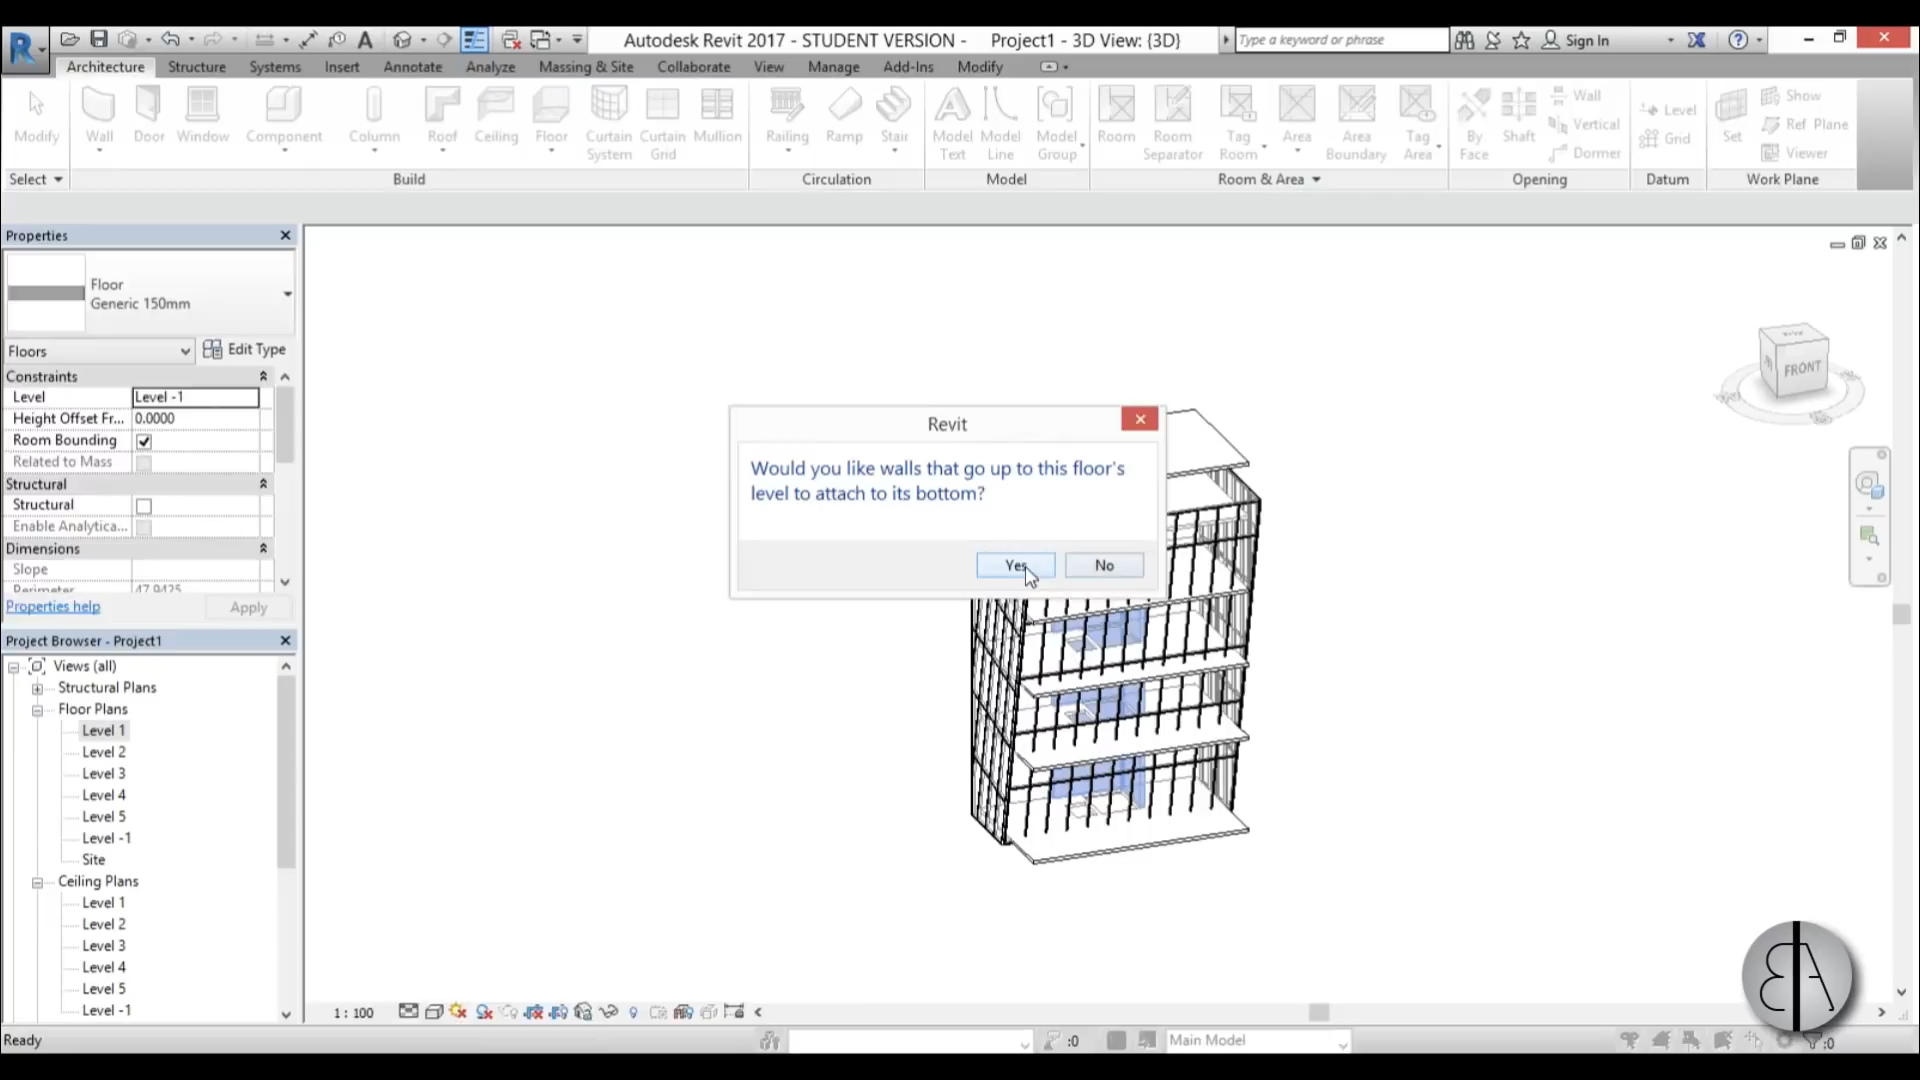 Autodesk Revit 2017 - STUDENT VERSION - Project1 - 3D View: {3D}
Type a keyword or phrase
Sign In
Architecture Structure Systems Insert Annotate Analyze Massing & Site Collaborate View Manage Add-Ins Modify
Modify Wall Door Window Component Column Roof Ceiling Floor Curtain System Curtain Grid Mullion Railing Ramp Stair Model Text Model Line Model Group Room Room Separator Tag Room Area Area Boundary Tag Area By Face Shaft Wall Vertical Dormer Level Grid Set Show Ref Plane Viewer
Select Build Circulation Model Room & Area Opening Datum Work Plane
Properties
Floor
Generic 150mm
Floors Edit Type
Constraints
Level Level -1
Height Offset Fr... 0.0000
Room Bounding
Related to Mass
Structural
Structural
Enable Analytica...
Dimensions
Slope
Perimeter 47.9425
Properties help Apply
Project Browser - Project1
Views (all)
Structural Plans
Floor Plans
Level 1
Level 2
Level 3
Level 4
Level 5
Level -1
Site
Ceiling Plans
Level 1
Level 2
Level 3
Level 4
Level 5
Level -1
Revit
Would you like walls that go up to this floor's
level to attach to its bottom?
Yes No
FRONT
1 : 100
Ready
:0
Main Model
:0